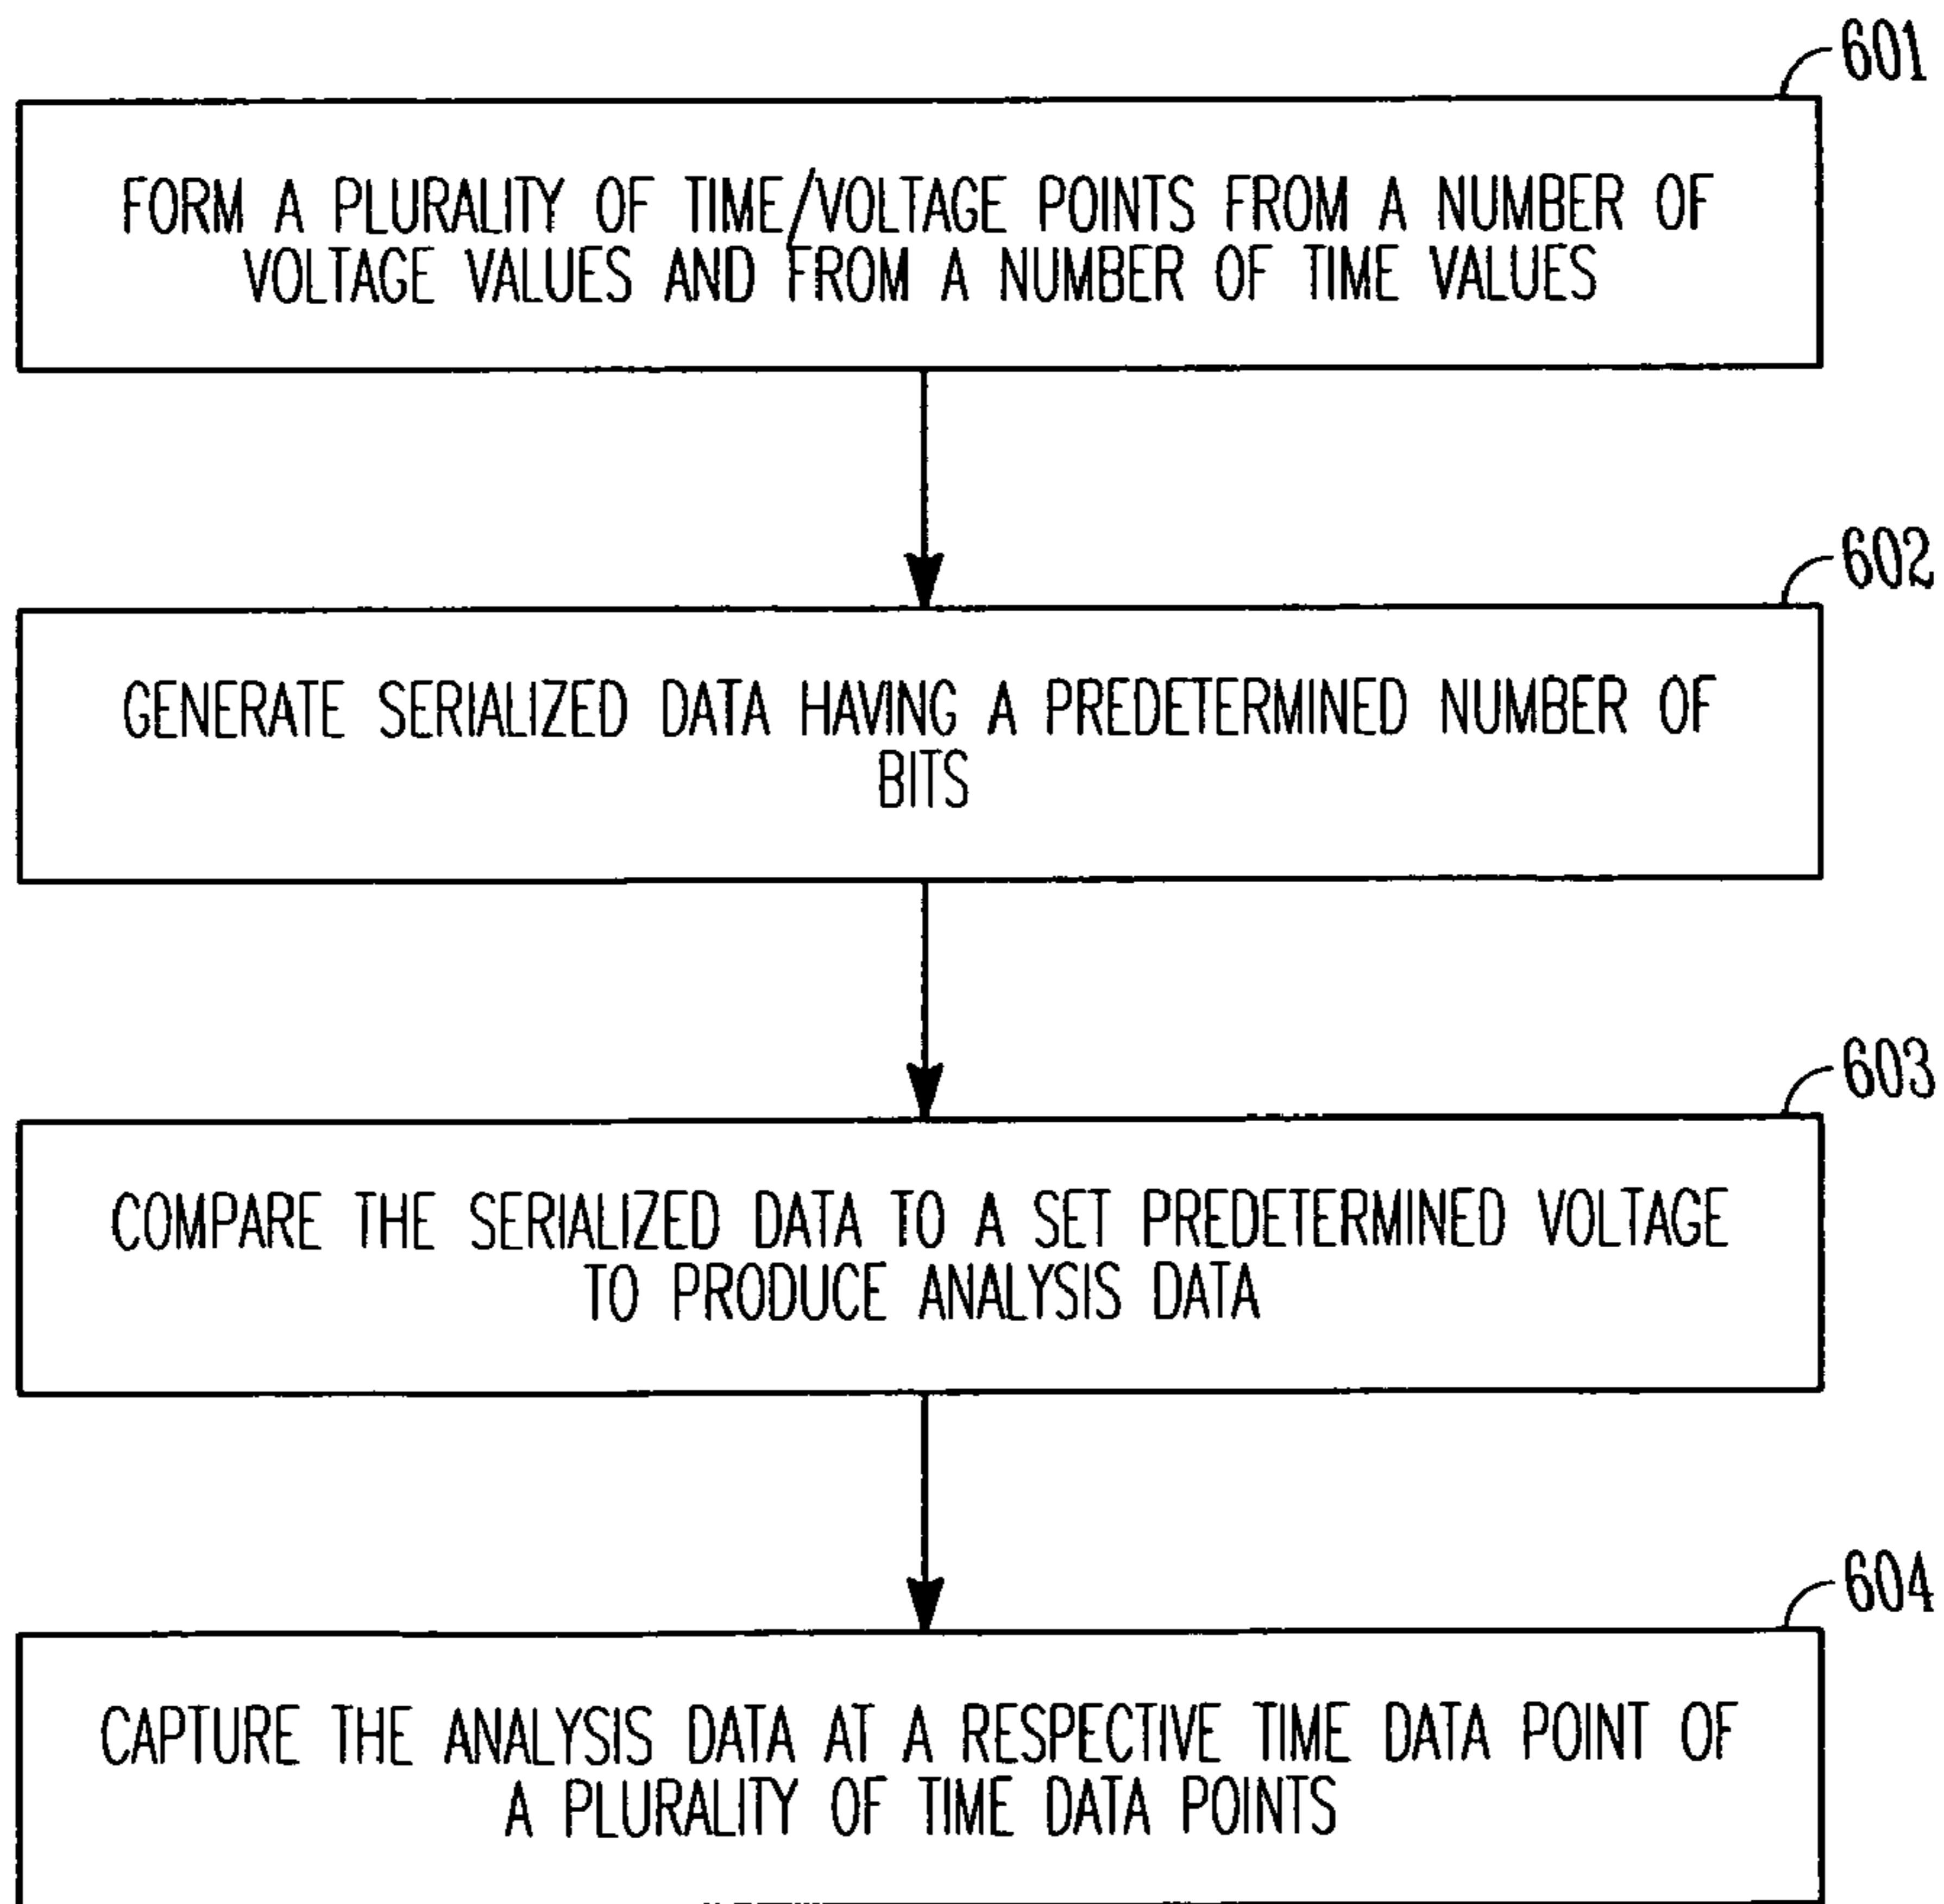 601
FORM A PLURALITY OF TIME/VOLTAGE POINTS FROM A NUMBER OF
VOLTAGE VALUES AND FROM A NUMBER OF TIME VALUES
602
GENERATE SERIALIZED DATA HAVING A PREDETERMINED NUMBER OF
BITS
603
COMPARE THE SERIALIZED DATA TO A SET PREDETERMINED VOLTAGE
TO PRODUCE ANALYSIS DATA
604
CAPTURE THE ANALYSIS DATA AT A RESPECTIVE TIME DATA POINT OF
A PLURALITY OF TIME DATA POINTS